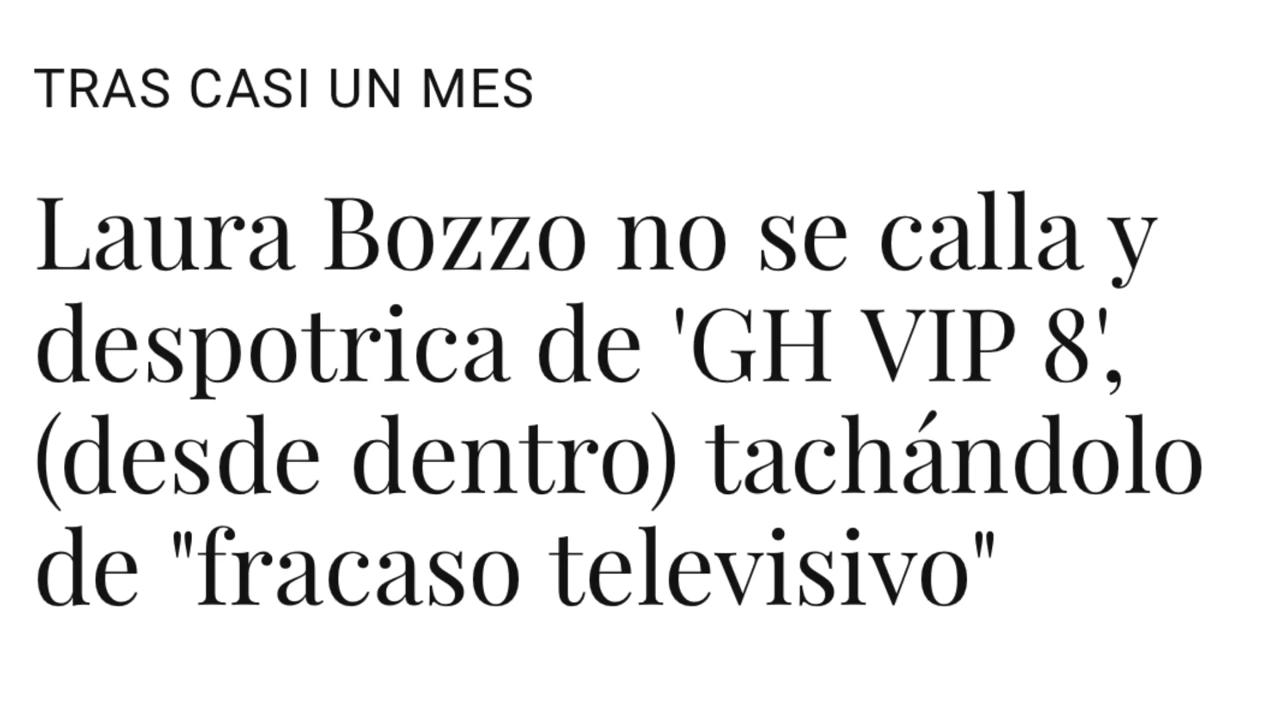 TRAS CASI UN MES
Laura Bozzo no se calla y
despotrica de 'GH VIP 8',
(desde dentro) tachándolo
de "fracaso televisivo"